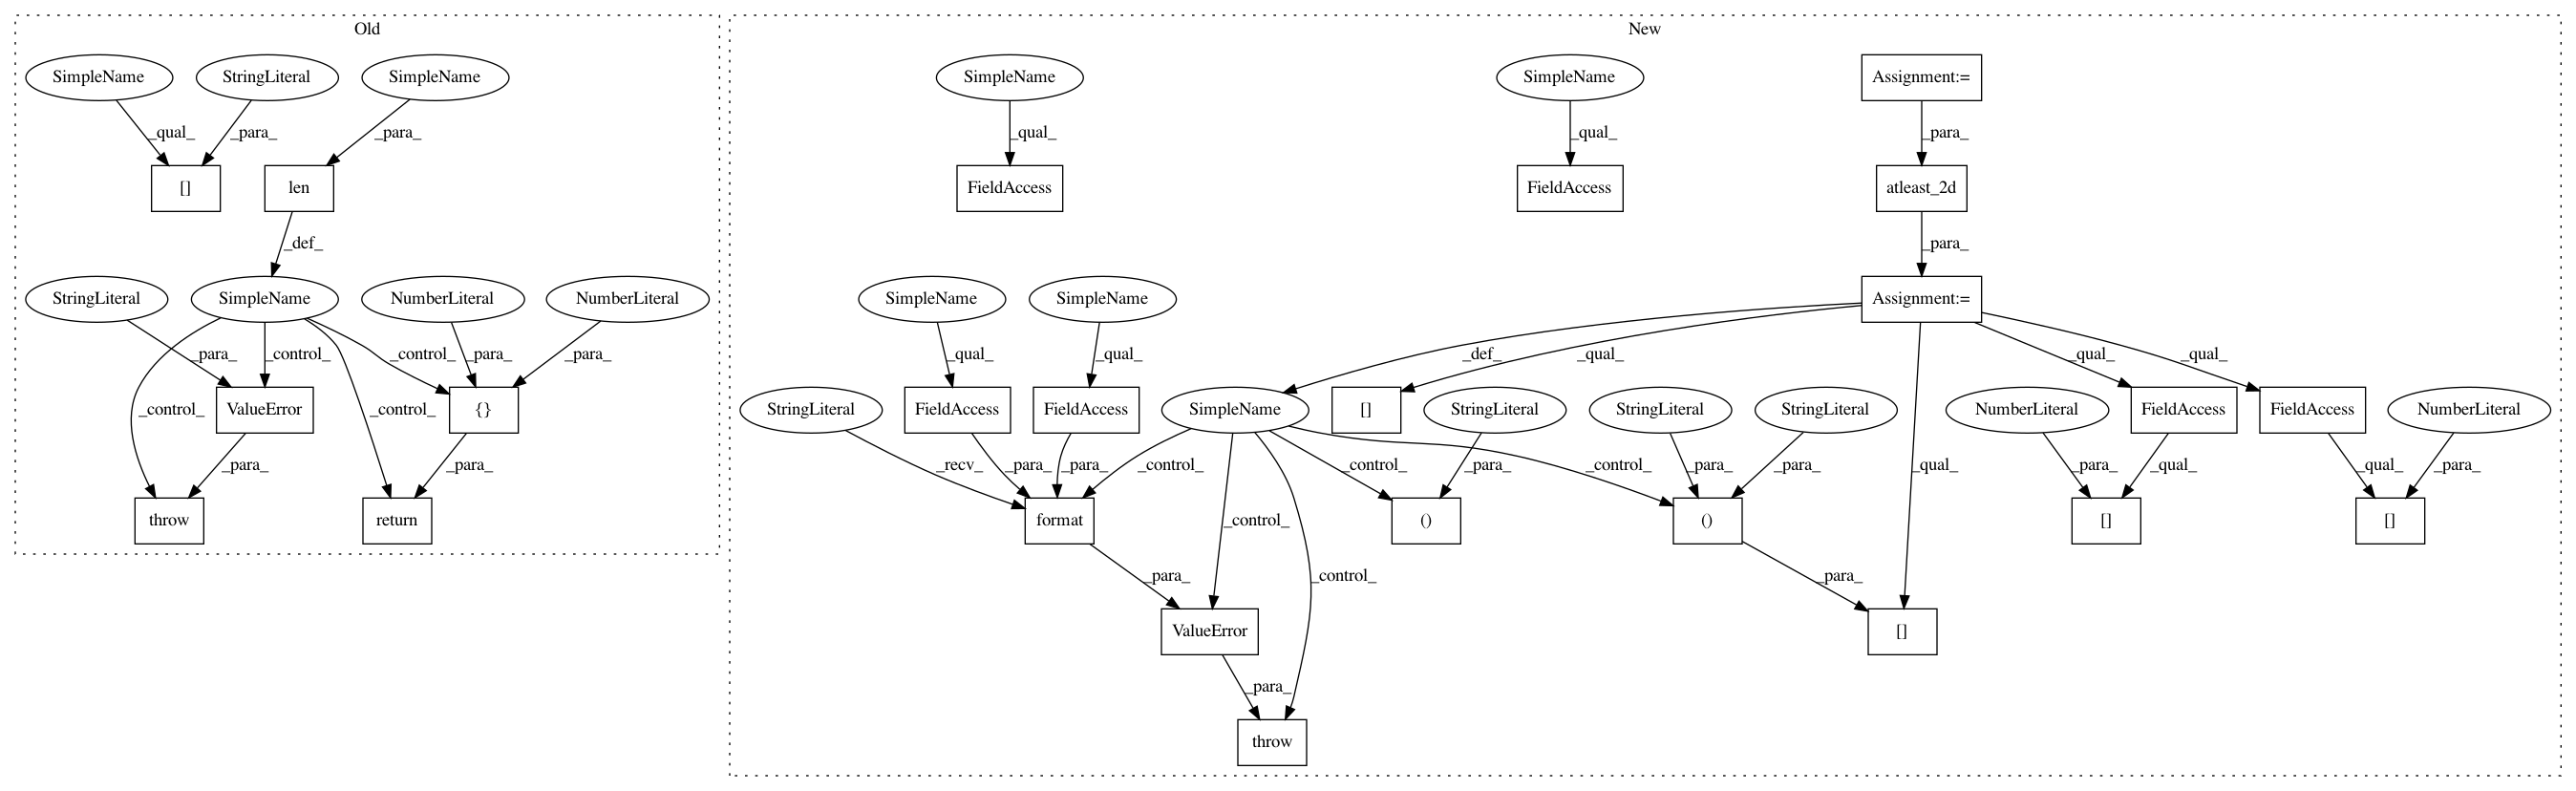 Old
New
SimpleName
StringLiteral
SimpleName
SimpleName
SimpleName
Assignment:=
_qual_
_para_
_para_
_qual_
_qual_
_para_
[]
len
FieldAccess
FieldAccess
atleast_2d
_def_
_para_
StringLiteral
SimpleName
NumberLiteral
NumberLiteral
SimpleName
SimpleName
Assignment:=
_para_
_control_
_control_
_para_
_para_
_qual_
_qual_
_def_
_qual_
_qual_
_qual_
_control_
ValueError
_control_
{}
StringLiteral
FieldAccess
FieldAccess
SimpleName
[]
StringLiteral
StringLiteral
StringLiteral
NumberLiteral
FieldAccess
FieldAccess
NumberLiteral
_para_
_para_
_recv_
_para_
_para_
_control_
_control_
_para_
_control_
_para_
_para_
_qual_
_para_
_qual_
_qual_
_para_
throw
return
format
_control_
()
()
[]
[]
_para_
_control_
_para_
ValueError
[]
_para_
throw